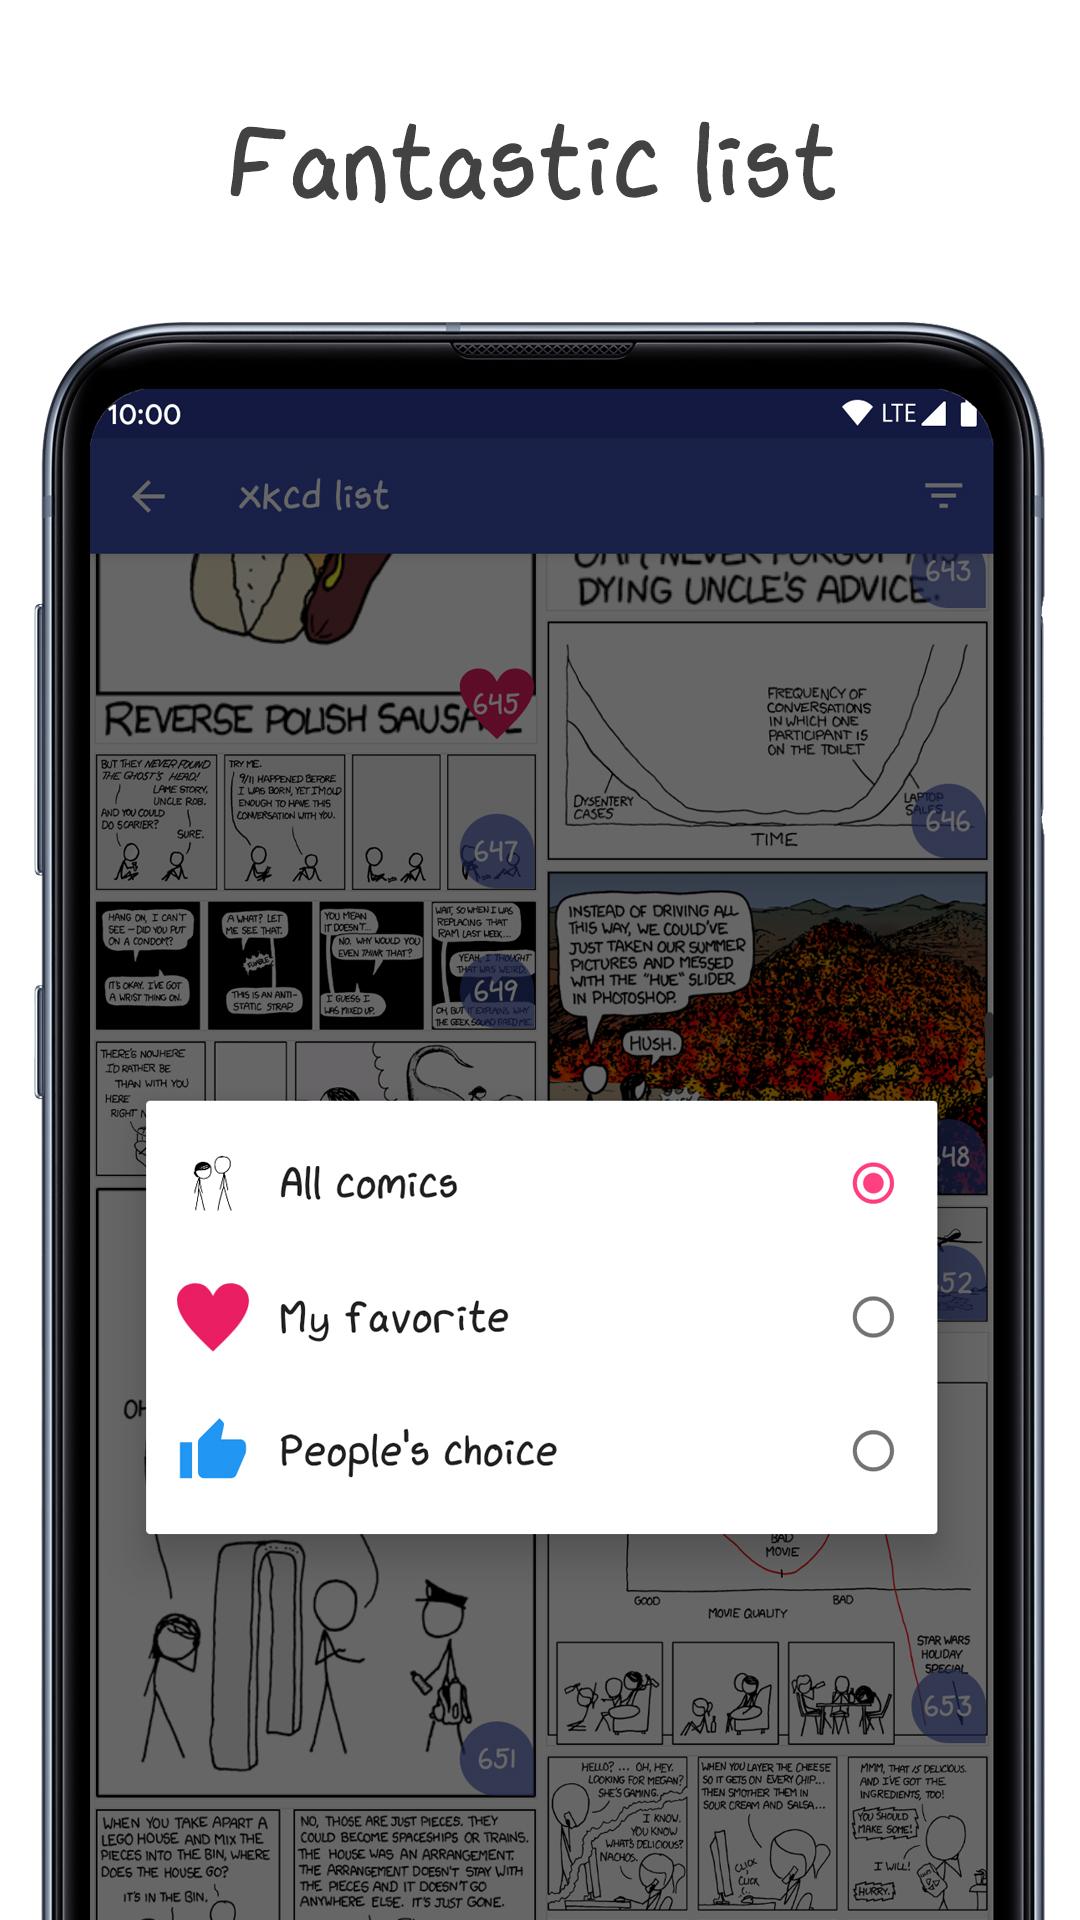 Fantastic list
10:00
LTE
xkcd list
DYING UNCLE'S ADVICE.
643
645
REVERSE POLISH
FREQUENCY OF
CONVERSATIONS
IN WHICH ONE
PARTICIPANT IS
ON THE TOILET
DYSENTERY
CASES
LAPTOP
646
TIME
BUT THEY NEVER FOUND
THE GHOST'S HEAD!
LAME STORY,
UNCLE ROB.
AND YOU COULD
DO SCARIER?
SURE.
TRY ME.
9/11 HAPPENED BEFORE
I WAS BORN, YET I'M OLD
ENOUGH TO HAVE THIS
CONVERSATION WITH YOU.
647
HANG ON, I CAN'T
SEE – DID YOU PUT
ON A CONDOM?
IT'S OKAY. I'VE GOT
A WRIST THING ON.
A WHAT? LET
ME SEE THAT.
FUMBLE
THIS IS AN ANTI-
STATIC STRAP.
YOU MEAN
IT DOESN'T...
NO. WHY WOULD YOU
EVEN THINK THAT?
I GUESS I
WAS MIXED UP.
WAIT, SO WHEN I WAS
REPLACING THAT
RAM LAST WEEK...
YEAH, I THOUGHT
THAT WAS WEIRD.
649
OH, BUT IT EXPLAINS WHY
THE GEEK SQUAD FIRED ME.
INSTEAD OF DRIVING ALL
THIS WAY, WE COULD'VE
JUST TAKEN OUR SUMMER
PICTURES AND MESSED
WITH THE "HUE" SLIDER
IN PHOTOSHOP.
HUSH.
48
THERE'S NOWHERE
I'D RATHER BE
THAN WITH YOU
HERE
RIGHT
52
All comics
My favorite
People's choice
OH
BAD
MOVIE
GOOD
BAD
MOVIE QUALITY
STAR WARS
HOLIDAY
SPECIAL
653
651
WHEN YOU TAKE APART A
LEGO HOUSE AND MIX THE
PIECES INTO THE BIN, WHERE
DOES THE HOUSE GO?
IT'S IN THE BIN.
NO, THOSE ARE JUST PIECES. THEY
COULD BECOME SPACESHIPS OR TRAINS.
THE HOUSE WAS AN ARRANGEMENT.
THE ARRANGEMENT DOESN'T STAY WITH
THE PIECES AND IT DOESN'T GO
ANYWHERE ELSE. IT'S JUST GONE.
HELLO? ... OH, HEY.
LOOKING FOR MEGAN?
SHE'S GAMING.
I KNOW.
YOU KNOW
WHAT'S DELICIOUS?
NACHOS.
WHEN YOU LAYER THE CHEESE
SO IT GETS ON EVERY CHIP...
THEN SMOTHER THEM IN
SOUR CREAM AND SALSA...
CLICK
CLICK
MMM, THAT IS DELICIOUS.
AND I'VE GOT THE
INGREDIENTS, TOO!
YOU SHOULD
MAKE SOME!
I WILL!
HURRY.